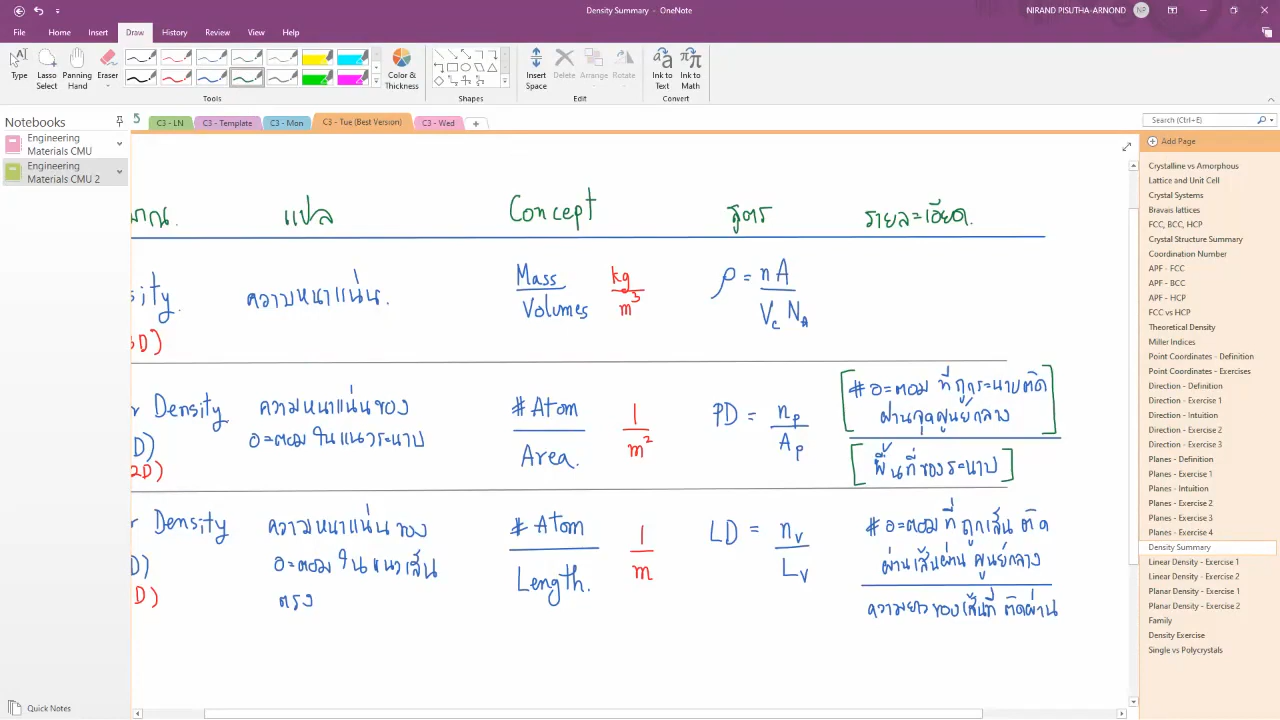 Density Summary - OneNote
NIRAND PISUTHA-ARNOND NP
File Home Insert Draw History Review View Help
Type
Lasso Select
Panning Hand
Eraser
Color & Thickness
Insert Space
Delete
Arrange
Rotate
Ink to Text
Ink to Math
Tools
Shapes
Edit
Convert
Notebooks
5
C3 - LN
C3 - Template
C3 - Mon
C3 - Tue (Best Version)
C3 - Wed
Search (Ctrl+E)
Engineering
Materials CMU
Engineering
Materials CMU 2
Quick Notes
มาณ. แปล Concept สูตร รายละเอียด.
sity. ความหนาแน่น. Mass kg ρ = nA
Volumes m³ V_c N_A
3D)
r Density ความหนาแน่นของ # Atom 1 PD = n_p [# อะตอม ที่ ถูกระนาบตัด
D) อะตอม ในแนวระนาบ Area. m² A_p ผ่านจุดศูนย์กลาง]
2D) [พื้นที่ของระนาบ]
r Density ความหนาแน่น ของ # Atom 1 LD = n_v # อะตอม ที่ ถูกเส้น ตัด
D) อะตอม ใน แนวเส้น Length. m L_v ผ่านเส้นผ่าน ศูนย์กลาง
D) ตรง ความยาว ของเส้นที่ ตัดผ่าน
Add Page
Crystalline vs Amorphous
Lattice and Unit Cell
Crystal Systems
Bravais lattices
FCC, BCC, HCP
Crystal Structure Summary
Coordination Number
APF - FCC
APF - BCC
APF - HCP
FCC vs HCP
Theoretical Density
Miller Indices
Point Coordinates - Definition
Point Coordinates - Exercises
Direction - Definition
Direction - Exercise 1
Direction - Intuition
Direction - Exercise 2
Direction - Exercise 3
Planes - Definition
Planes - Exercise 1
Planes - Intuition
Planes - Exercise 2
Planes - Exercise 3
Planes - Exercise 4
Density Summary
Linear Density - Exercise 1
Linear Density - Exercise 2
Planar Density - Exercise 1
Planar Density - Exercise 2
Family
Density Exercise
Single vs Polycrystals